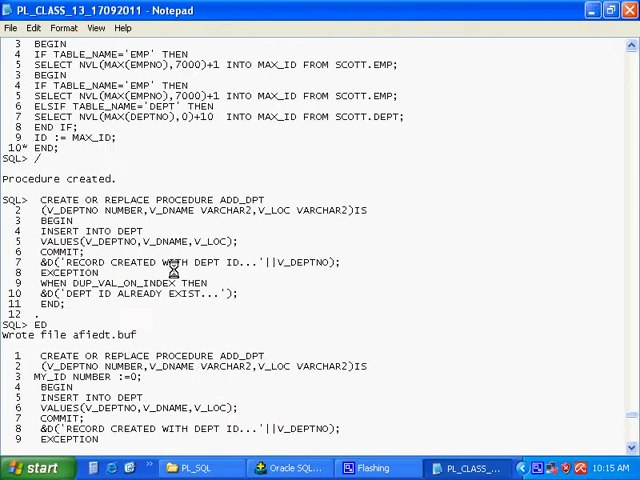 PL_CLASS_13_17092011 - Notepad
File Edit Format View Help
3 BEGIN
4 IF TABLE_NAME='EMP' THEN
5 SELECT NVL(MAX(EMPNO),7000)+1 INTO MAX_ID FROM SCOTT.EMP;
3 BEGIN
4 IF TABLE_NAME='EMP' THEN
5 SELECT NVL(MAX(EMPNO),7000)+1 INTO MAX_ID FROM SCOTT.EMP;
6 ELSIF TABLE_NAME='DEPT' THEN
7 SELECT NVL(MAX(DEPTNO),0)+10 INTO MAX_ID FROM SCOTT.DEPT;
8 END IF;
9 ID := MAX_ID;
10* END;
SQL> /
Procedure created.
SQL> CREATE OR REPLACE PROCEDURE ADD_DPT
2 (V_DEPTNO NUMBER,V_DNAME VARCHAR2,V_LOC VARCHAR2)IS
3 BEGIN
4 INSERT INTO DEPT
5 VALUES(V_DEPTNO,V_DNAME,V_LOC);
6 COMMIT;
7 &D('RECORD CREATED WITH DEPT ID...'||V_DEPTNO);
8 EXCEPTION
9 WHEN DUP_VAL_ON_INDEX THEN
10 &D('DEPT ID ALREADY EXIST...');
11 END;
12 .
SQL> ED
Wrote file afiedt.buf
1 CREATE OR REPLACE PROCEDURE ADD_DPT
2 (V_DEPTNO NUMBER,V_DNAME VARCHAR2,V_LOC VARCHAR2)IS
3 MY_ID NUMBER :=0;
4 BEGIN
5 INSERT INTO DEPT
6 VALUES(V_DEPTNO,V_DNAME,V_LOC);
7 COMMIT;
8 &D('RECORD CREATED WITH DEPT ID...'||V_DEPTNO);
9 EXCEPTION
start PL_SQL Oracle SQL... Flashing PL_CLASS_... 10:15 AM